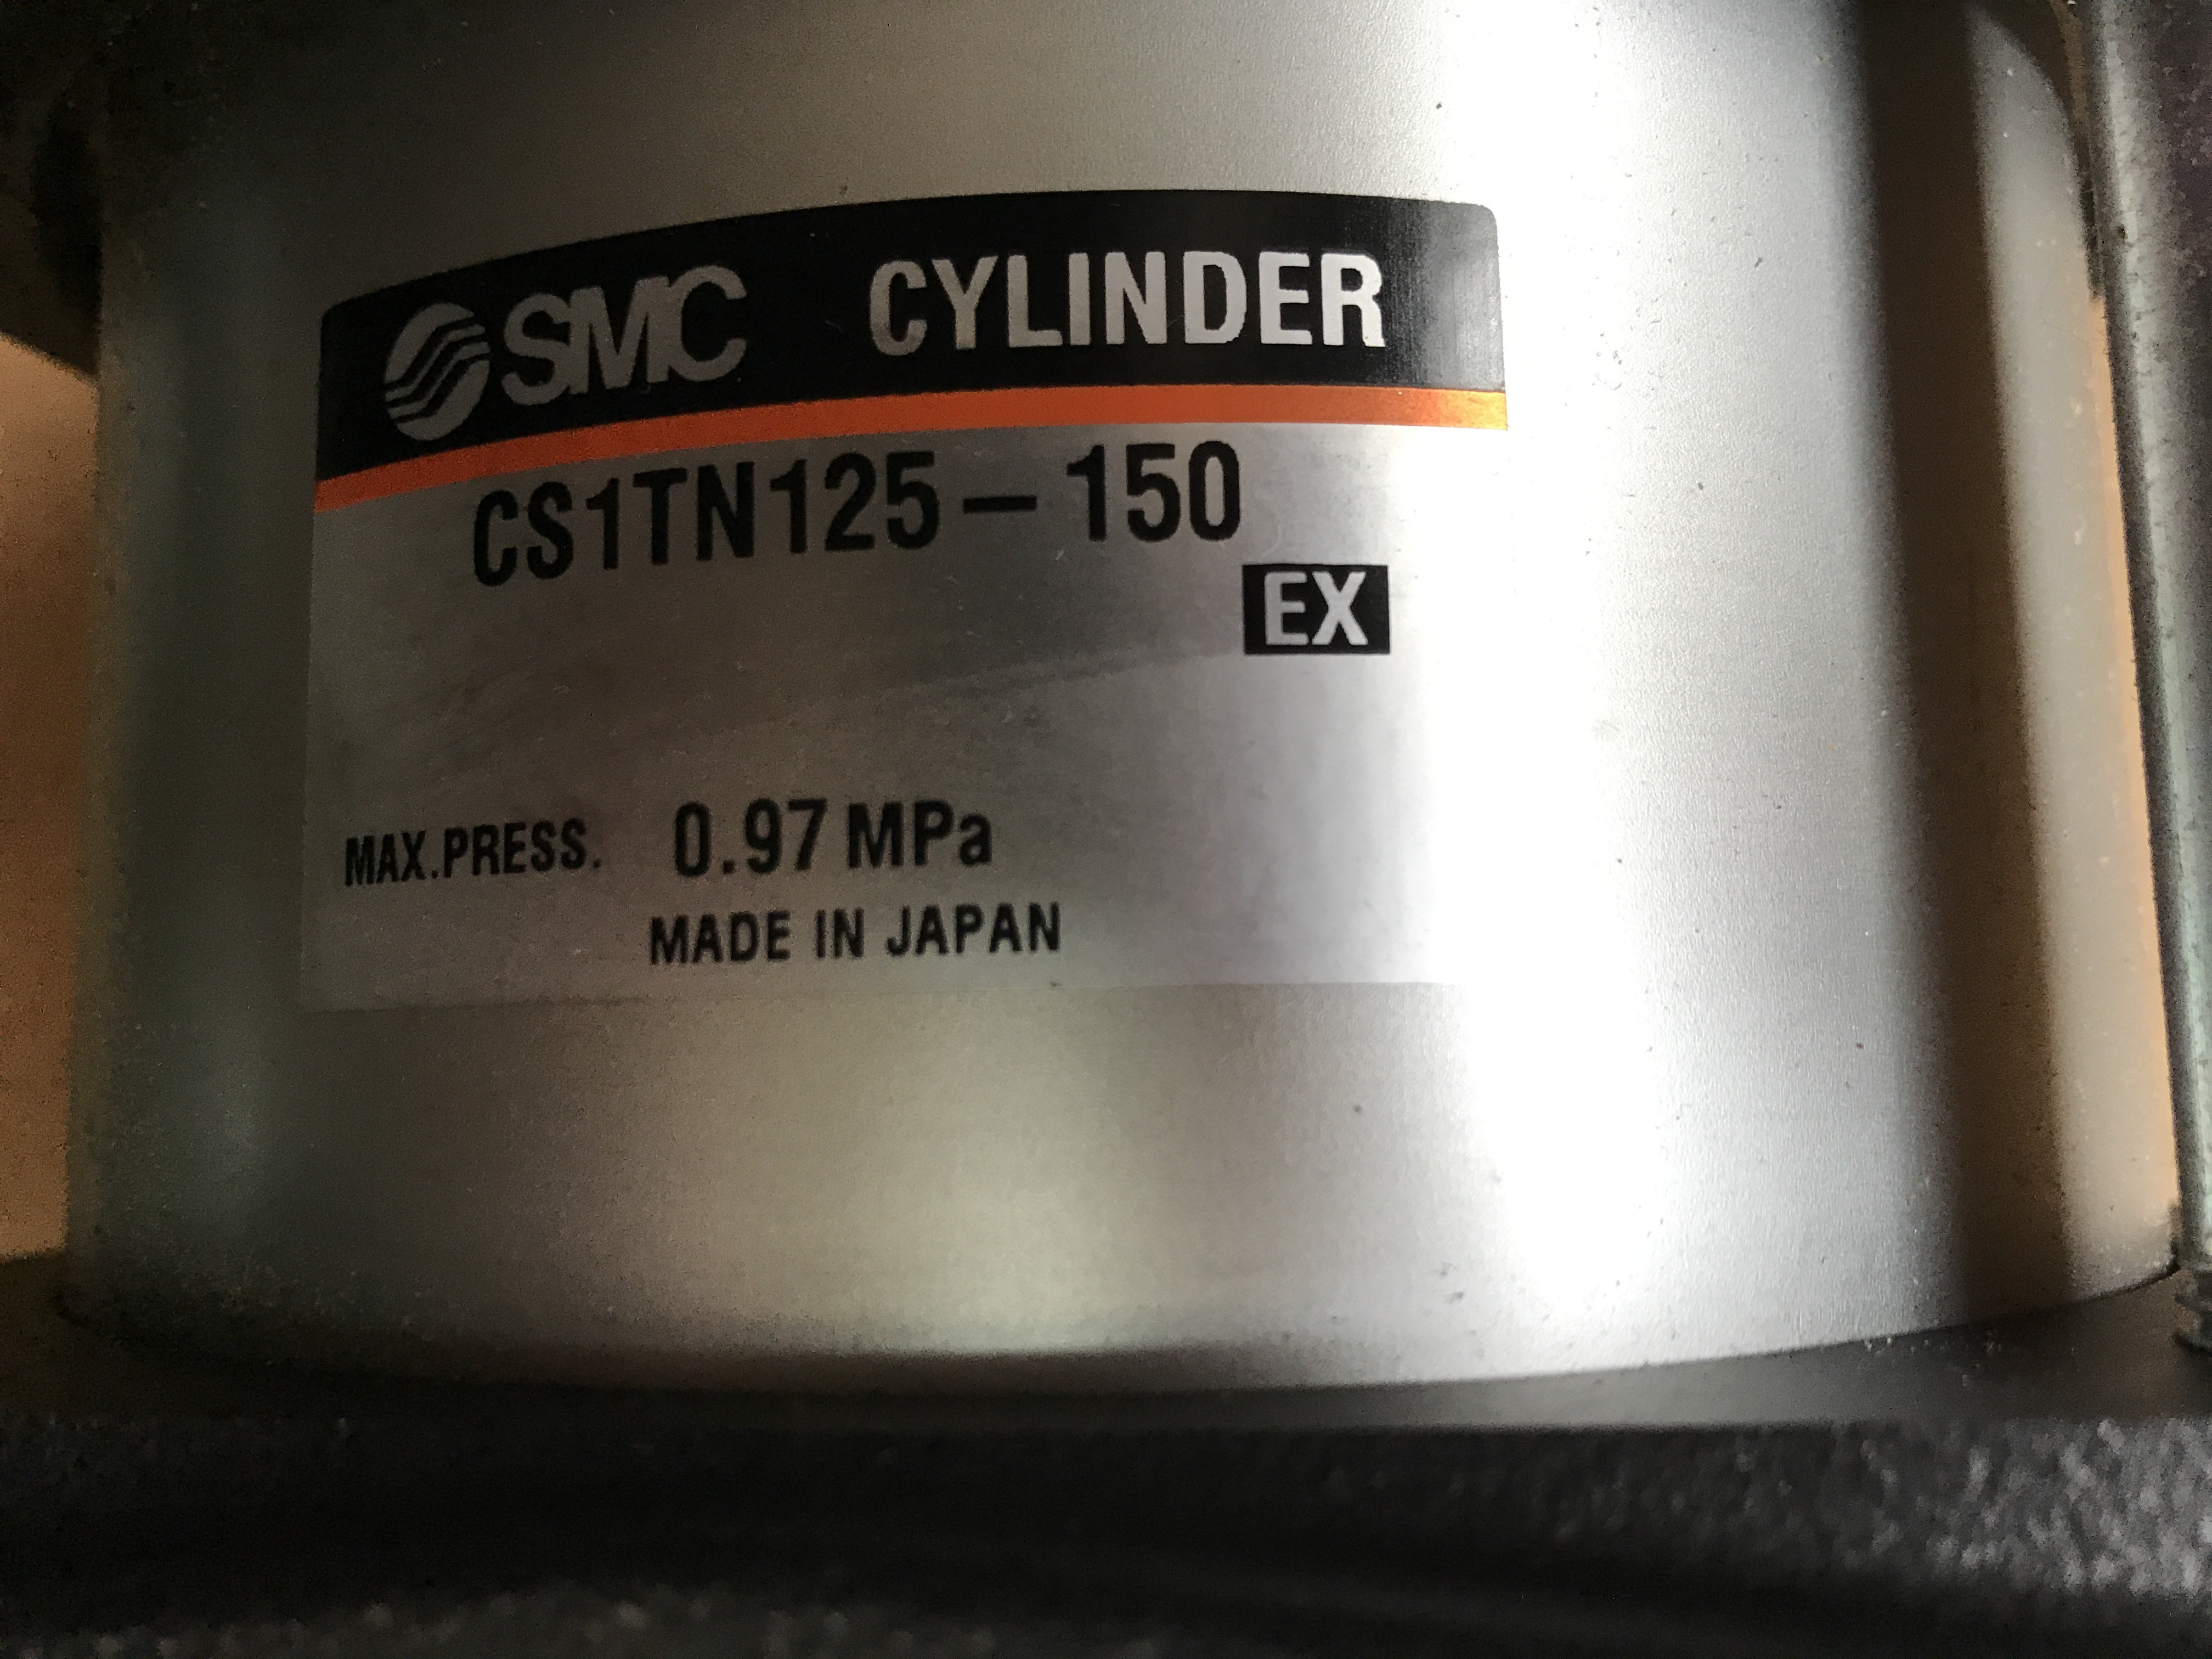 SMC CYLINDER
CS1TN125-150
EX
MAX.PRESS. 0.97 MPa
MADE IN JAPAN